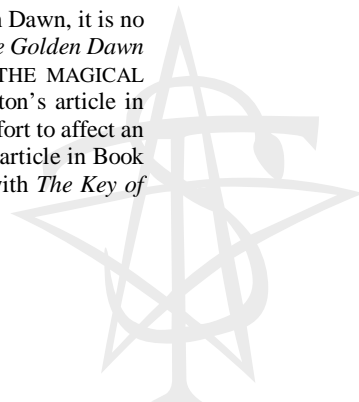 n Dawn, it is no
e Golden Dawn
THE MAGICAL
ton’s article in
fort to affect an
article in Book
vith The Key of